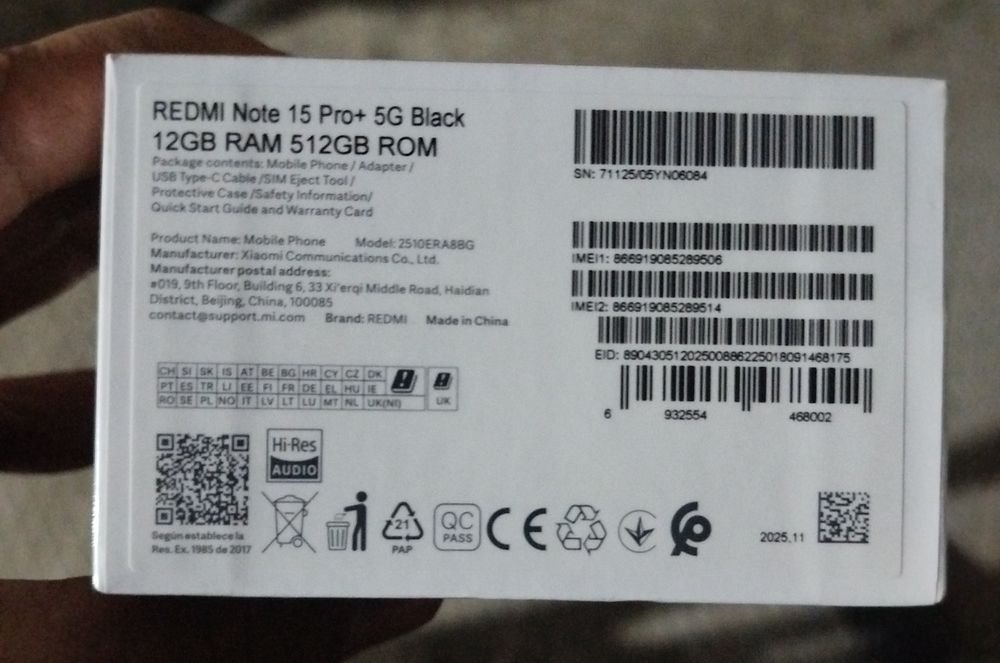 REDMI Note 15 Pro+ 5G Black
12GB RAM 512GB ROM
Package contents: Mobile Phone / Adapter /
USB Type-C Cable /SIM Eject Tool /
Protective Case /Safety Information/
Quick Start Guide and Warranty Card
Product Name: Mobile Phone Model: 2510ERA8BG
Manufacturer: Xiaomi Communications Co., Ltd.
Manufacturer postal address:
#019, 9th Floor, Building 6, 33 Xi'erqi Middle Road, Haidian
District, Beijing, China, 100085
contact@support.mi.com Brand: REDMI Made in China
SN: 71125/05YN06084
IMEI1: 866919085289506
IMEI2: 866919085289514
EID: 89043051202500886225018091468175
6 932554 468002
CH SI SK IS AT BE BG HR CY CZ DK
PT ES TR LI EE FI FR DE EL HU IE
RO SE PL NO IT LV LT LU MT NL UK(NI)
UK
Hi-Res
AUDIO
Según establece la
Res. Ex. 1985 de 2017
21
PAP
QC
PASS
CE
2025.11